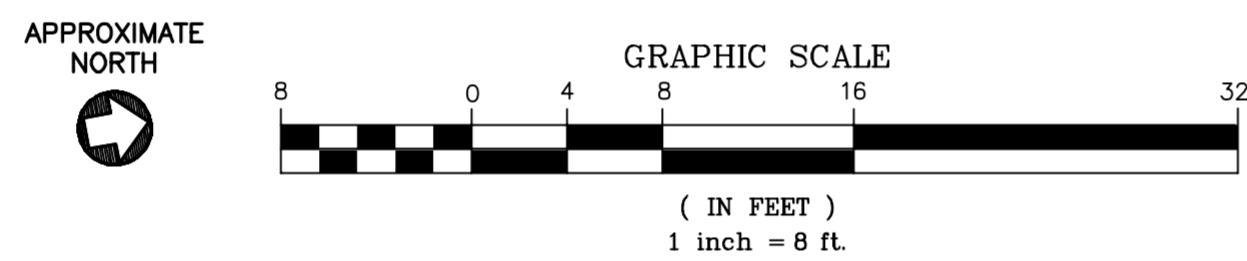 APPROXIMATE
NORTH
GRAPHIC SCALE
8 0 4 8 16 32
( IN FEET )
1 inch = 8 ft.